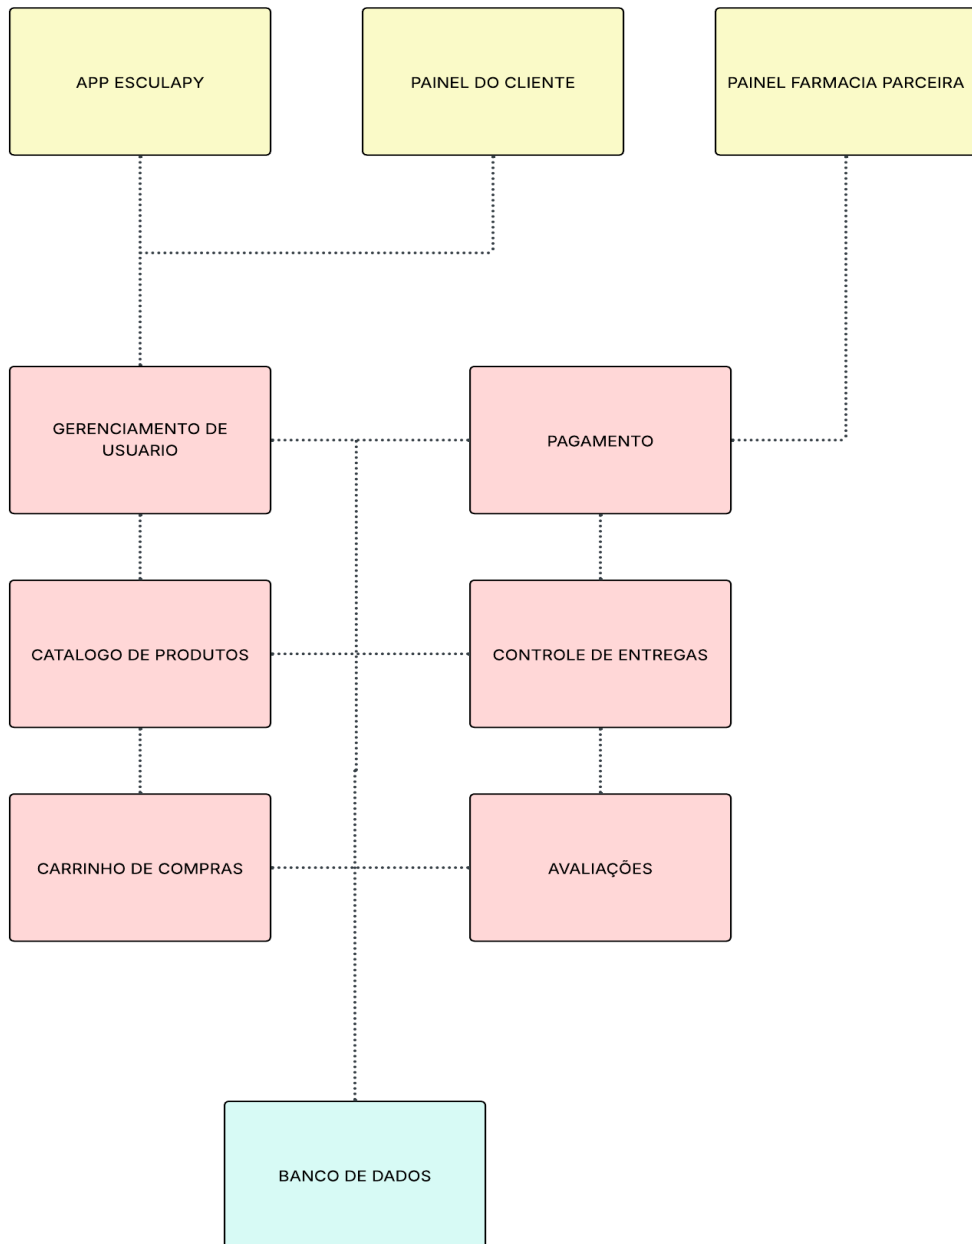 APP ESCULAPY
PAINEL DO CLIENTE
PAINEL FARMACIA PARCEIRA
GERENCIAMENTO DE
USUARIO
PAGAMENTO
CATALOGO DE PRODUTOS
CONTROLE DE ENTREGAS
CARRINHO DE COMPRAS
AVALIAÇÕES
BANCO DE DADOS